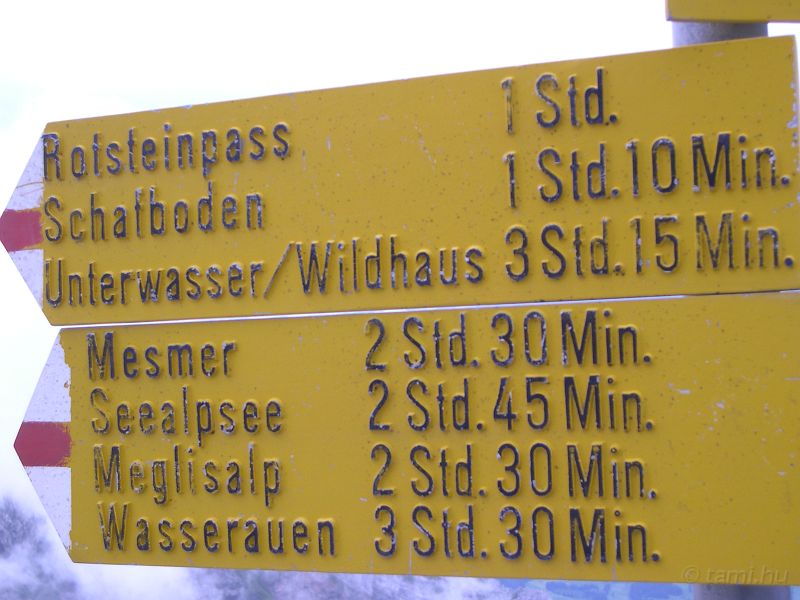 Rotsteinpass 1 Std.
Schafboden 1 Std. 10 Min.
Unterwasser/Wildhaus 3 Std. 15 Min.
Mesmer 2 Std. 30 Min.
Seealpsee 2 Std. 45 Min.
Meglisalp 2 Std. 30 Min.
Wasserauen 3 Std. 30 Min.
© tami.hu